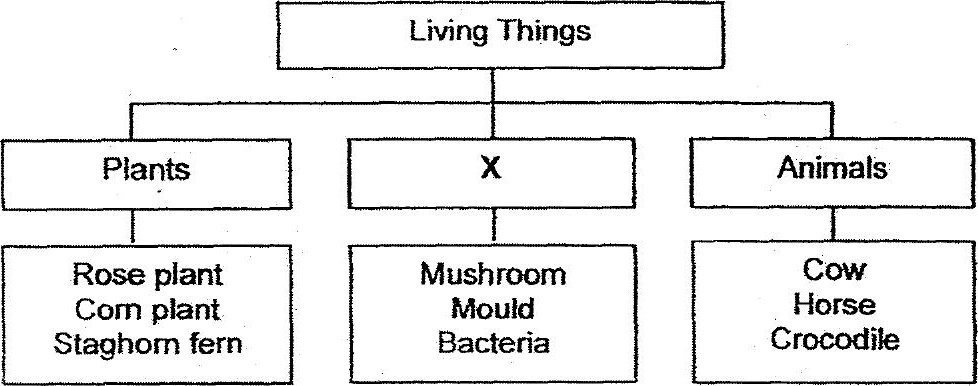 Living Things
Plants
X
Animals
Rose plant
Corn plant
Staghorn fern
Mushroom
Mould
Bacteria
Cow
Horse
Crocodile